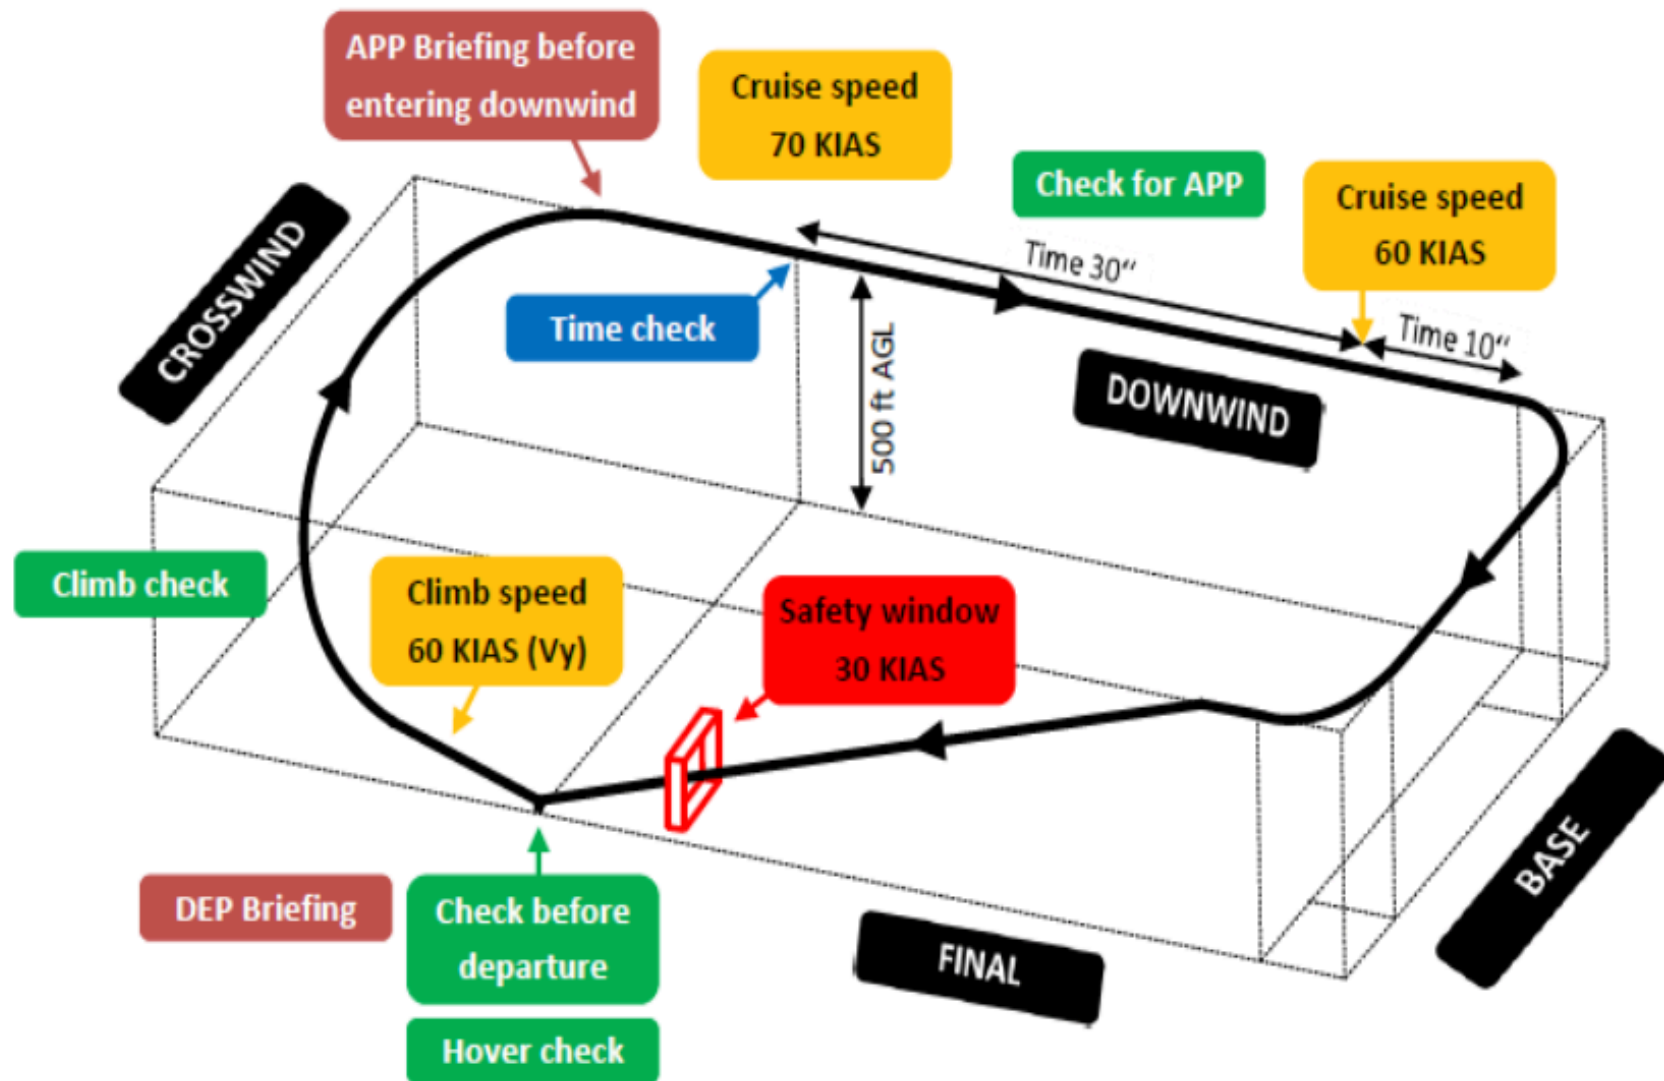 APP Briefing before
entering downwind
Cruise speed
70 KIAS
Check for APP
Cruise speed
60 KIAS
CROSSWIND
Time check
Time 30“
Time 10“
500 ft AGL
DOWNWIND
Climb check
Climb speed
60 KIAS (Vy)
Safety window
30 KIAS
DEP Briefing
Check before
departure
Hover check
FINAL
BASE